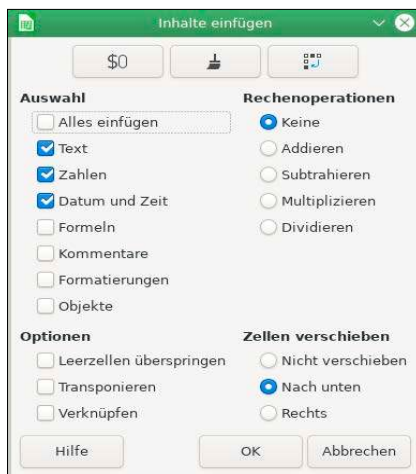 Inhalte einfügen
$0
Auswahl
Alles einfügen
Text
Zahlen
Datum und Zeit
Formeln
Kommentare
Formatierungen
Objekte
Rechenoperationen
Keine
Addieren
Subtrahieren
Multiplizieren
Dividieren
Optionen
Leerzellen überspringen
Transponieren
Verknüpfen
Zellen verschieben
Nicht verschieben
Nach unten
Rechts
Hilfe
OK
Abbrechen